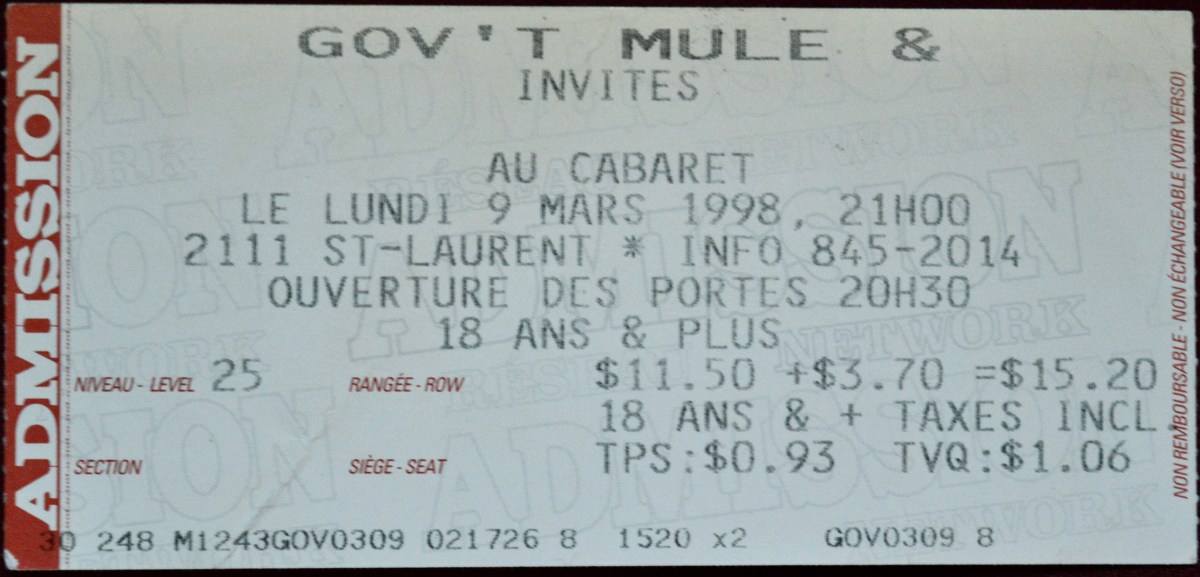 ADMISSION
GOV'T MULE &
INVITES
AU CABARET
LE LUNDI 9 MARS 1998, 21H00
2111 ST-LAURENT * INFO 845-2014
OUVERTURE DES PORTES 20H30
18 ANS & PLUS
NIVEAU - LEVEL 25 RANGÉE - ROW $11.50 +$3.70 =$15.20
18 ANS & + TAXES INCL
SECTION SIÈGE - SEAT TPS:$0.93 TVQ:$1.06
30 248 M1243GOV0309 021726 8 1520 x2 GOV0309 8
NON REMBOURSABLE - NON ÉCHANGEABLE (VOIR VERSO)
RÉSEAU ADMISSION NETWORK